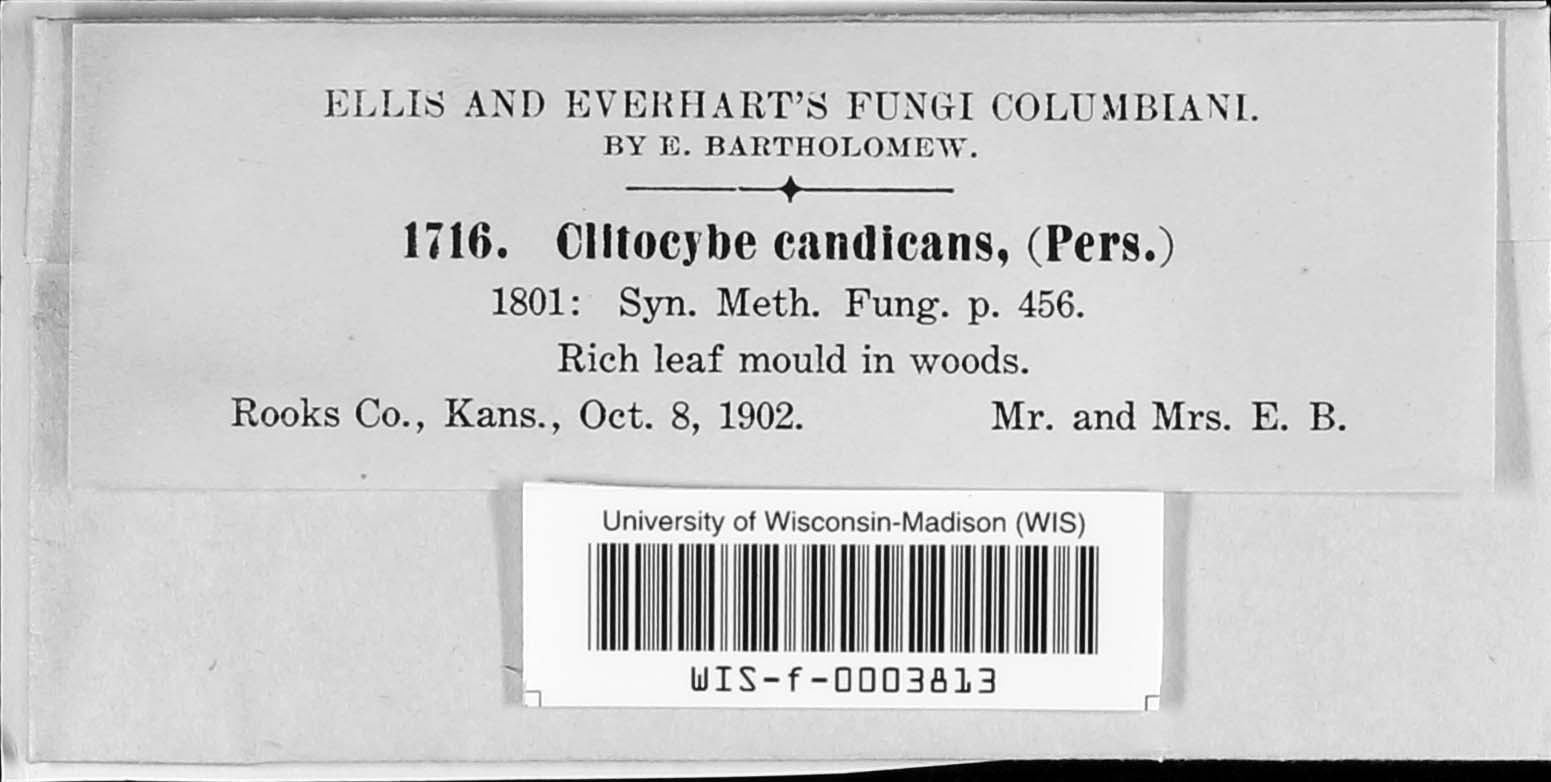 ELLIS AND EVERHART'S FUNGI COLUMBIANI.
BY E. BARTHOLOMEW.
1716. Clitocybe candicans, (Pers.)
1801: Syn. Meth. Fung. p. 456.
Rich leaf mould in woods.
Rooks Co., Kans., Oct. 8, 1902. Mr. and Mrs. E. B.
University of Wisconsin-Madison (WIS)
WIS-f-0003813